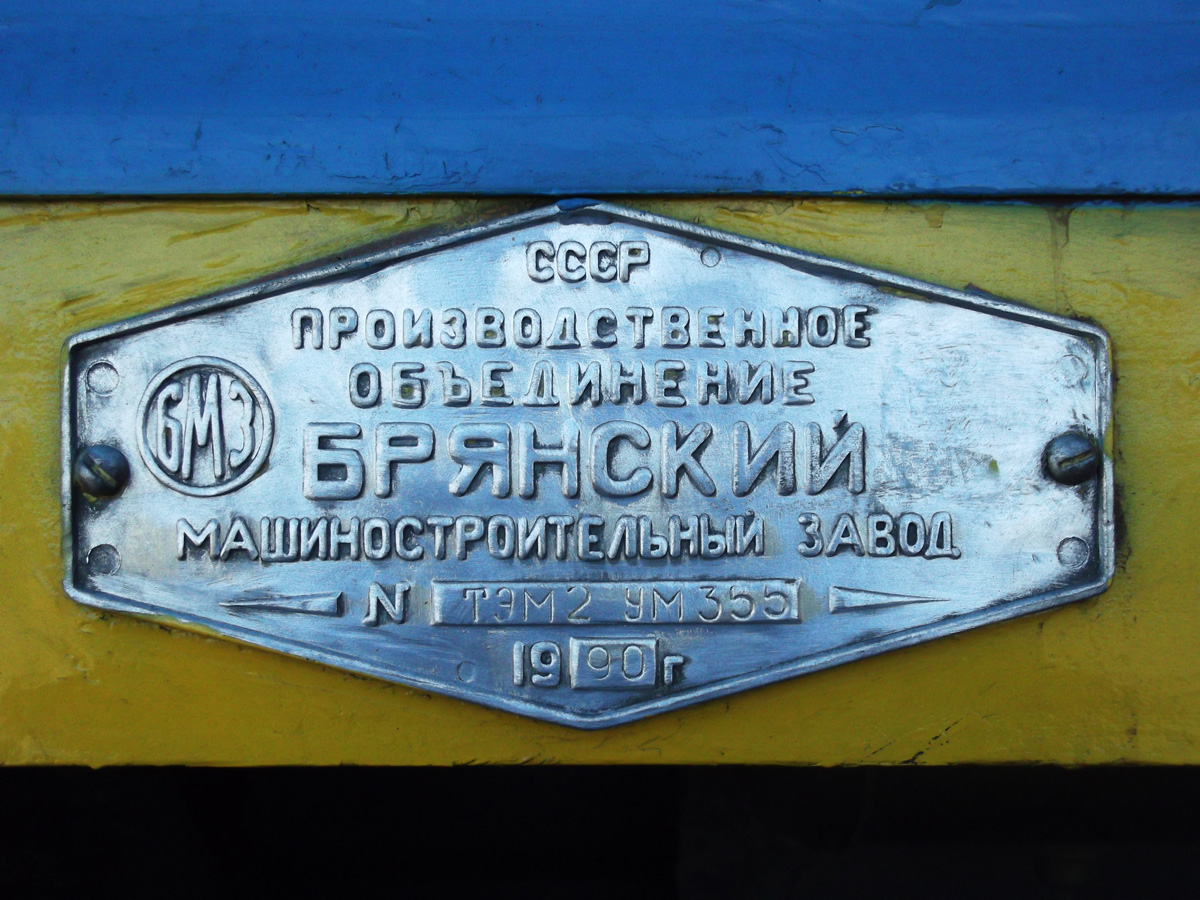 СССР
ПРОИЗВОДСТВЕННОЕ
ОБЪЕДИНЕНИЕ
БМЗ
БРЯНСКИЙ
МАШИНОСТРОИТЕЛЬНЫЙ ЗАВОД
N ТЭМ2 УМ355
1990г